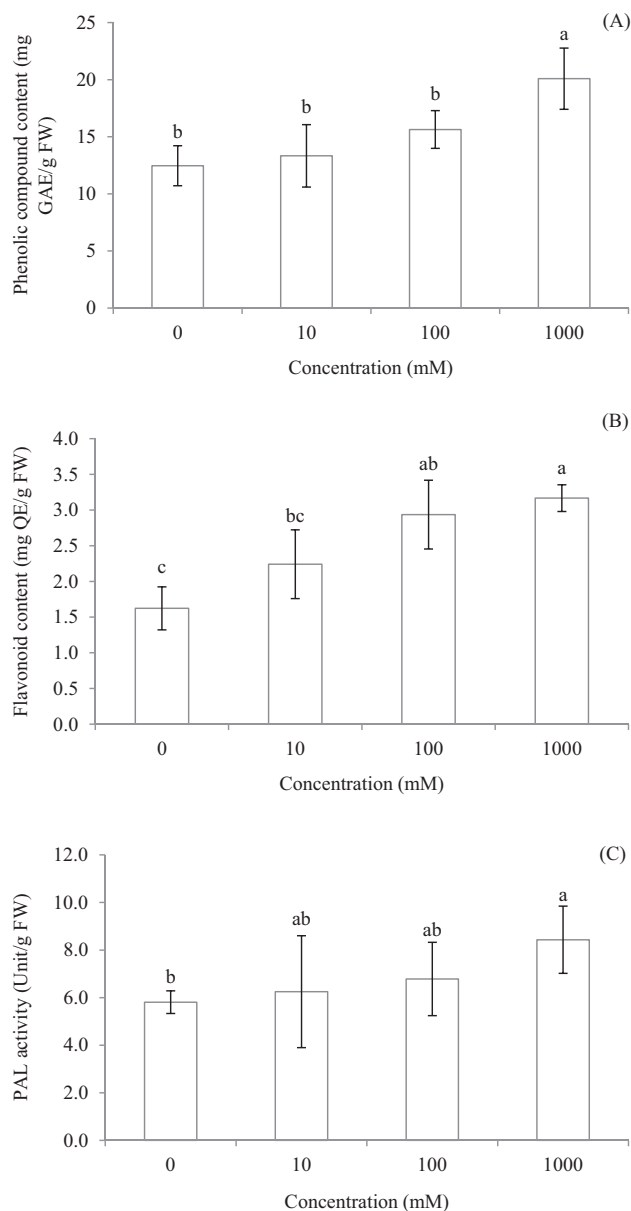 (A)
Phenolic compound content (mg
GAE/g FW)
25
20
15
10
5
0
b
b
b
a
0 10 100 1000
Concentration (mM)
(B)
Flavonoid content (mg QE/g FW)
4.0
3.5
3.0
2.5
2.0
1.5
1.0
0.5
0.0
c
bc
ab
a
0 10 100 1000
Concentration (mM)
(C)
PAL activity (Unit/g FW)
12.0
10.0
8.0
6.0
4.0
2.0
0.0
b
ab
ab
a
0 10 100 1000
Concentration (mM)